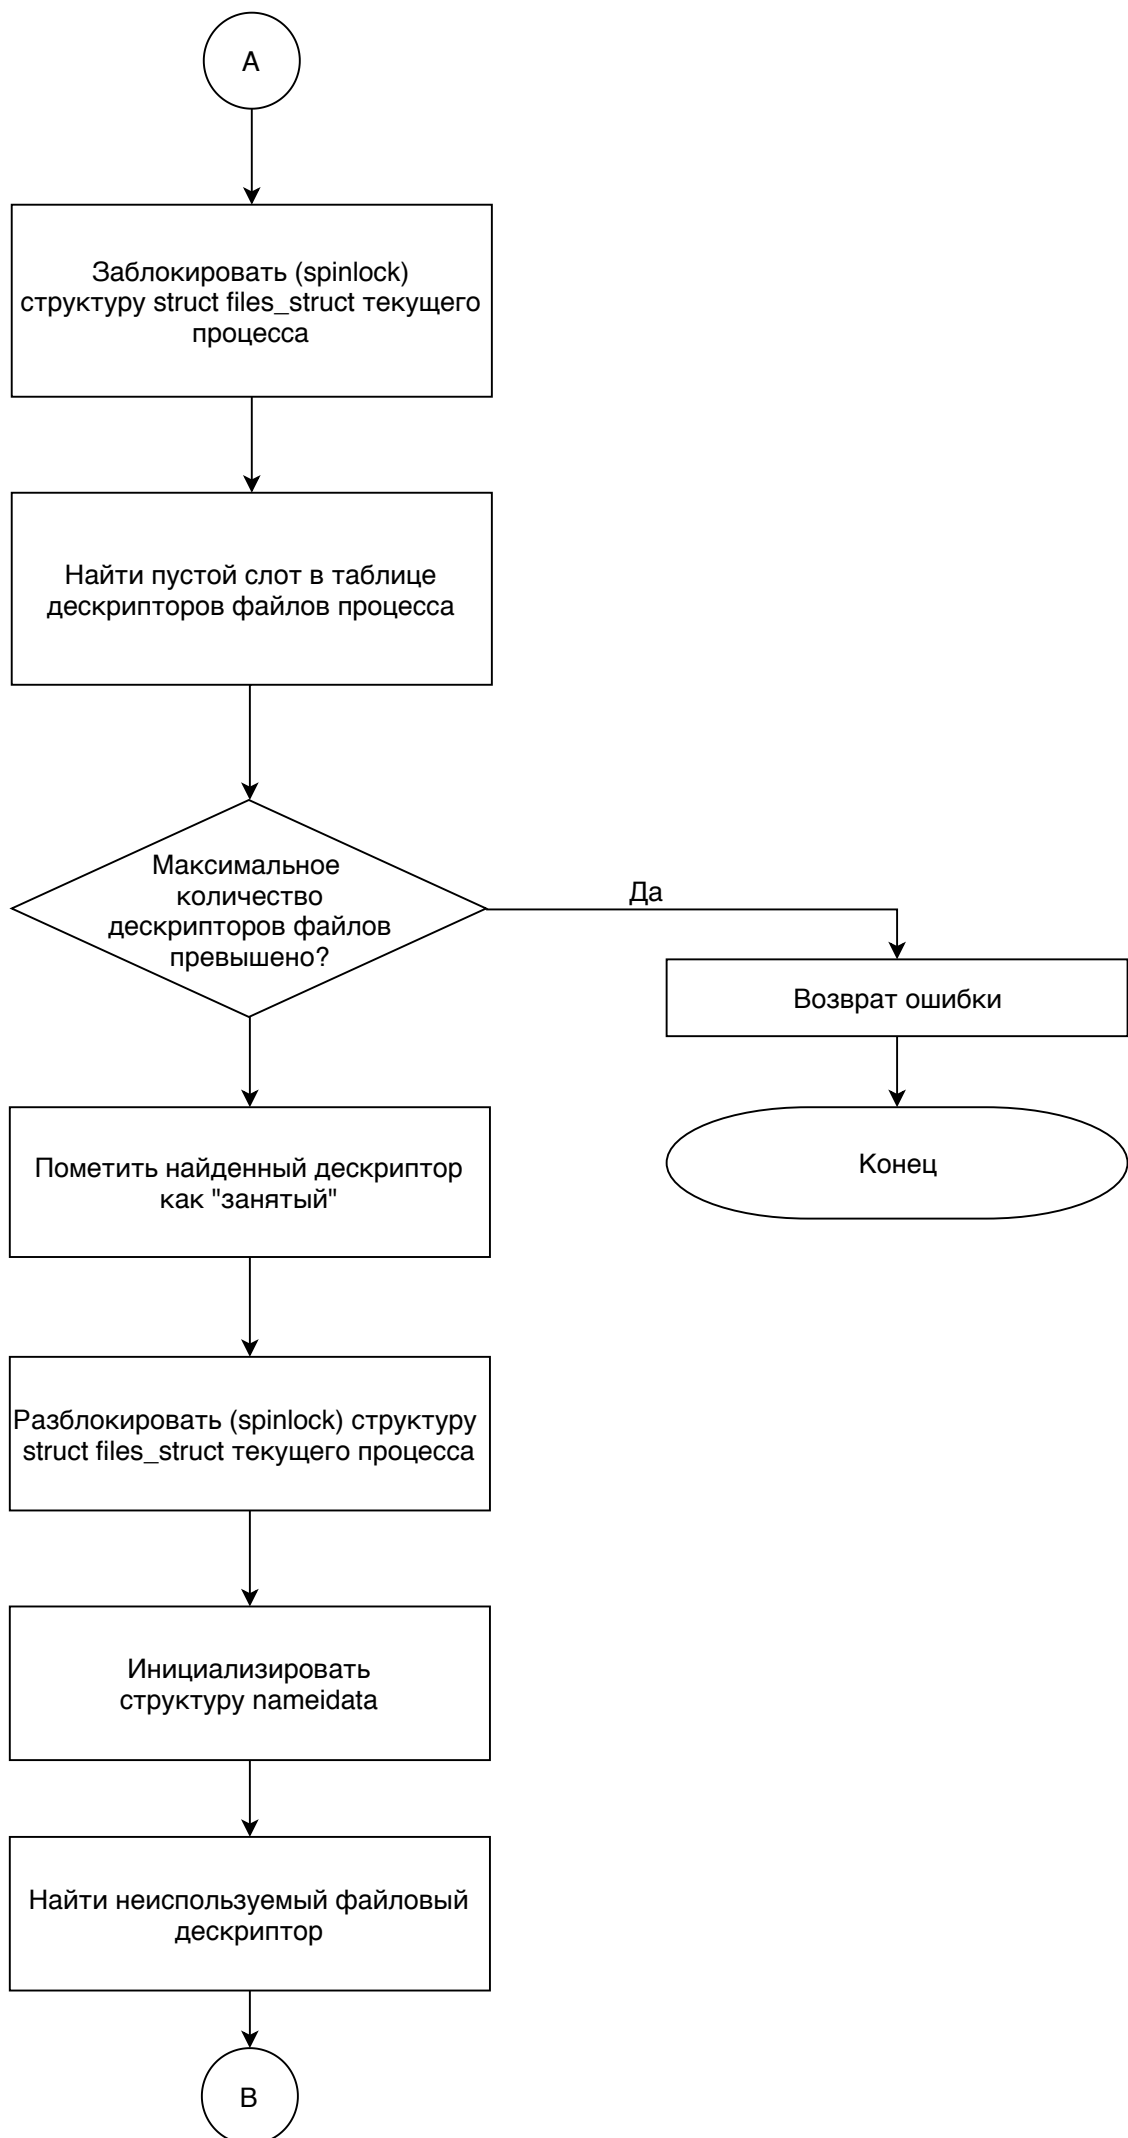 A
Заблокировать (spinlock)
структуру struct files_struct текущего
процесса
Найти пустой слот в таблице
дескрипторов файлов процесса
Максимальное
количество
дескрипторов файлов
превышено?
Да
Возврат ошибки
Конец
Пометить найденный дескриптор
как "занятый"
Разблокировать (spinlock) структуру
struct files_struct текущего процесса
Инициализировать
структуру nameidata
Найти неиспользуемый файловый
дескриптор
B